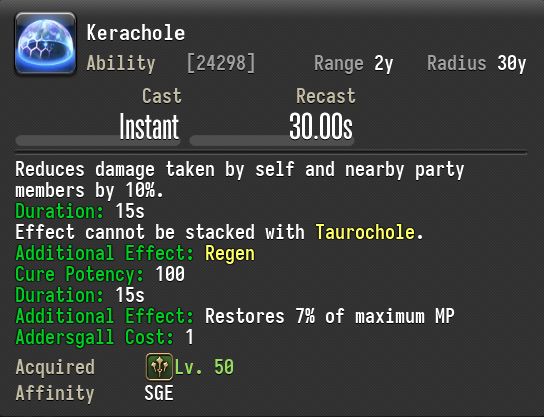 Kerachole
Ability [24298] Range 2y Radius 30y
Cast Recast
Instant 30.00s
Reduces damage taken by self and nearby party
members by 10%.
Duration: 15s
Effect cannot be stacked with Taurochole.
Additional Effect: Regen
Cure Potency: 100
Duration: 15s
Additional Effect: Restores 7% of maximum MP
Addersgall Cost: 1
Acquired Lv. 50
Affinity SGE